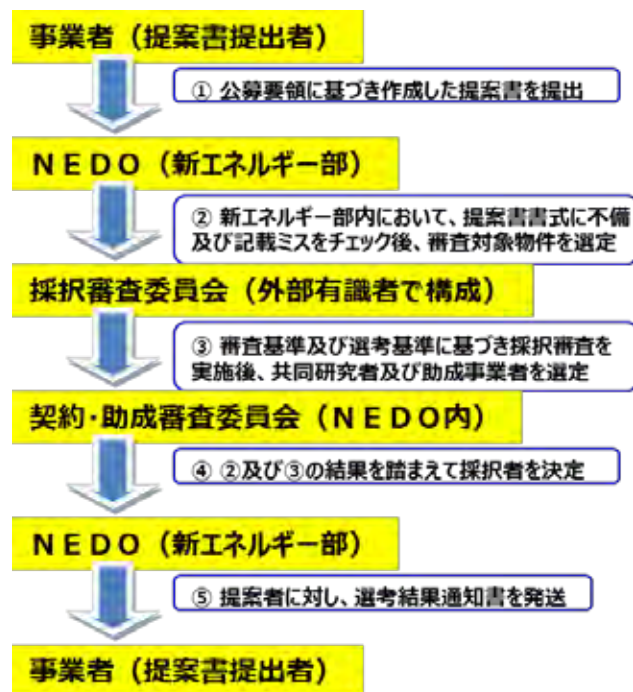 事業者(提案書提出者)
① 公募要領に基づき作成した提案書を提出
NEDO(新エネルギー部)
② 新エネルギー部内において、提案書書式に不備
及び記載ミスをチェック後、審査対象物件を選定
採択審査委員会(外部有識者で構成)
③ 審査基準及び選考基準に基づき採択審査を
実施後、共同研究者及び助成事業者を選定
契約・助成審査委員会(NEDO内)
④ ②及び③の結果を踏まえて採択者を決定
NEDO(新エネルギー部)
⑤ 提案者に対し、選考結果通知書を発送
事業者(提案書提出者)